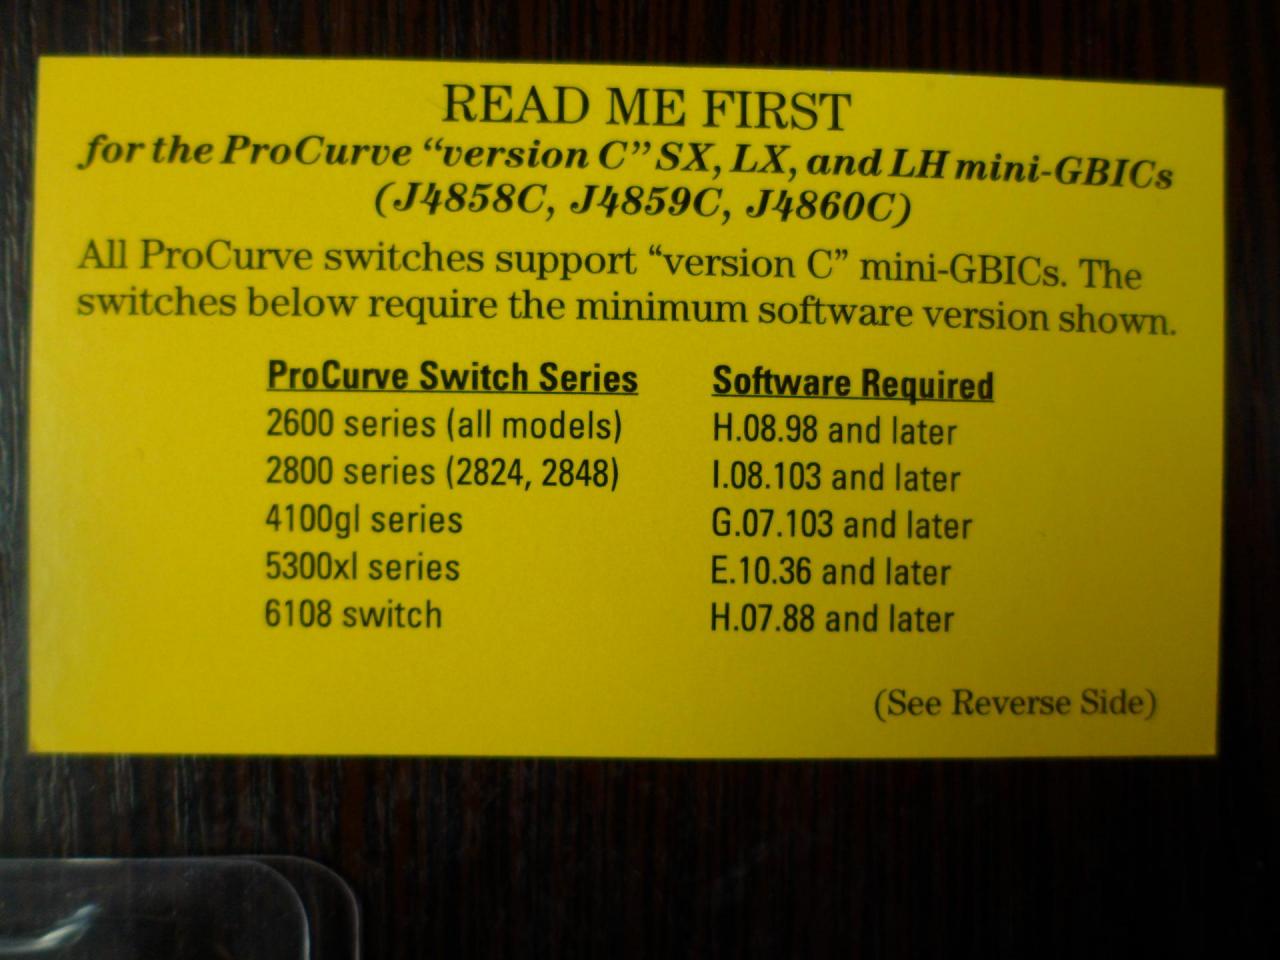 READ ME FIRST
for the ProCurve “version C” SX, LX, and LH mini-GBICs
(J4858C, J4859C, J4860C)
All ProCurve switches support “version C” mini-GBICs. The
switches below require the minimum software version shown.
ProCurve Switch Series Software Required
2600 series (all models) H.08.98 and later
2800 series (2824, 2848) I.08.103 and later
4100gl series G.07.103 and later
5300xl series E.10.36 and later
6108 switch H.07.88 and later
(See Reverse Side)